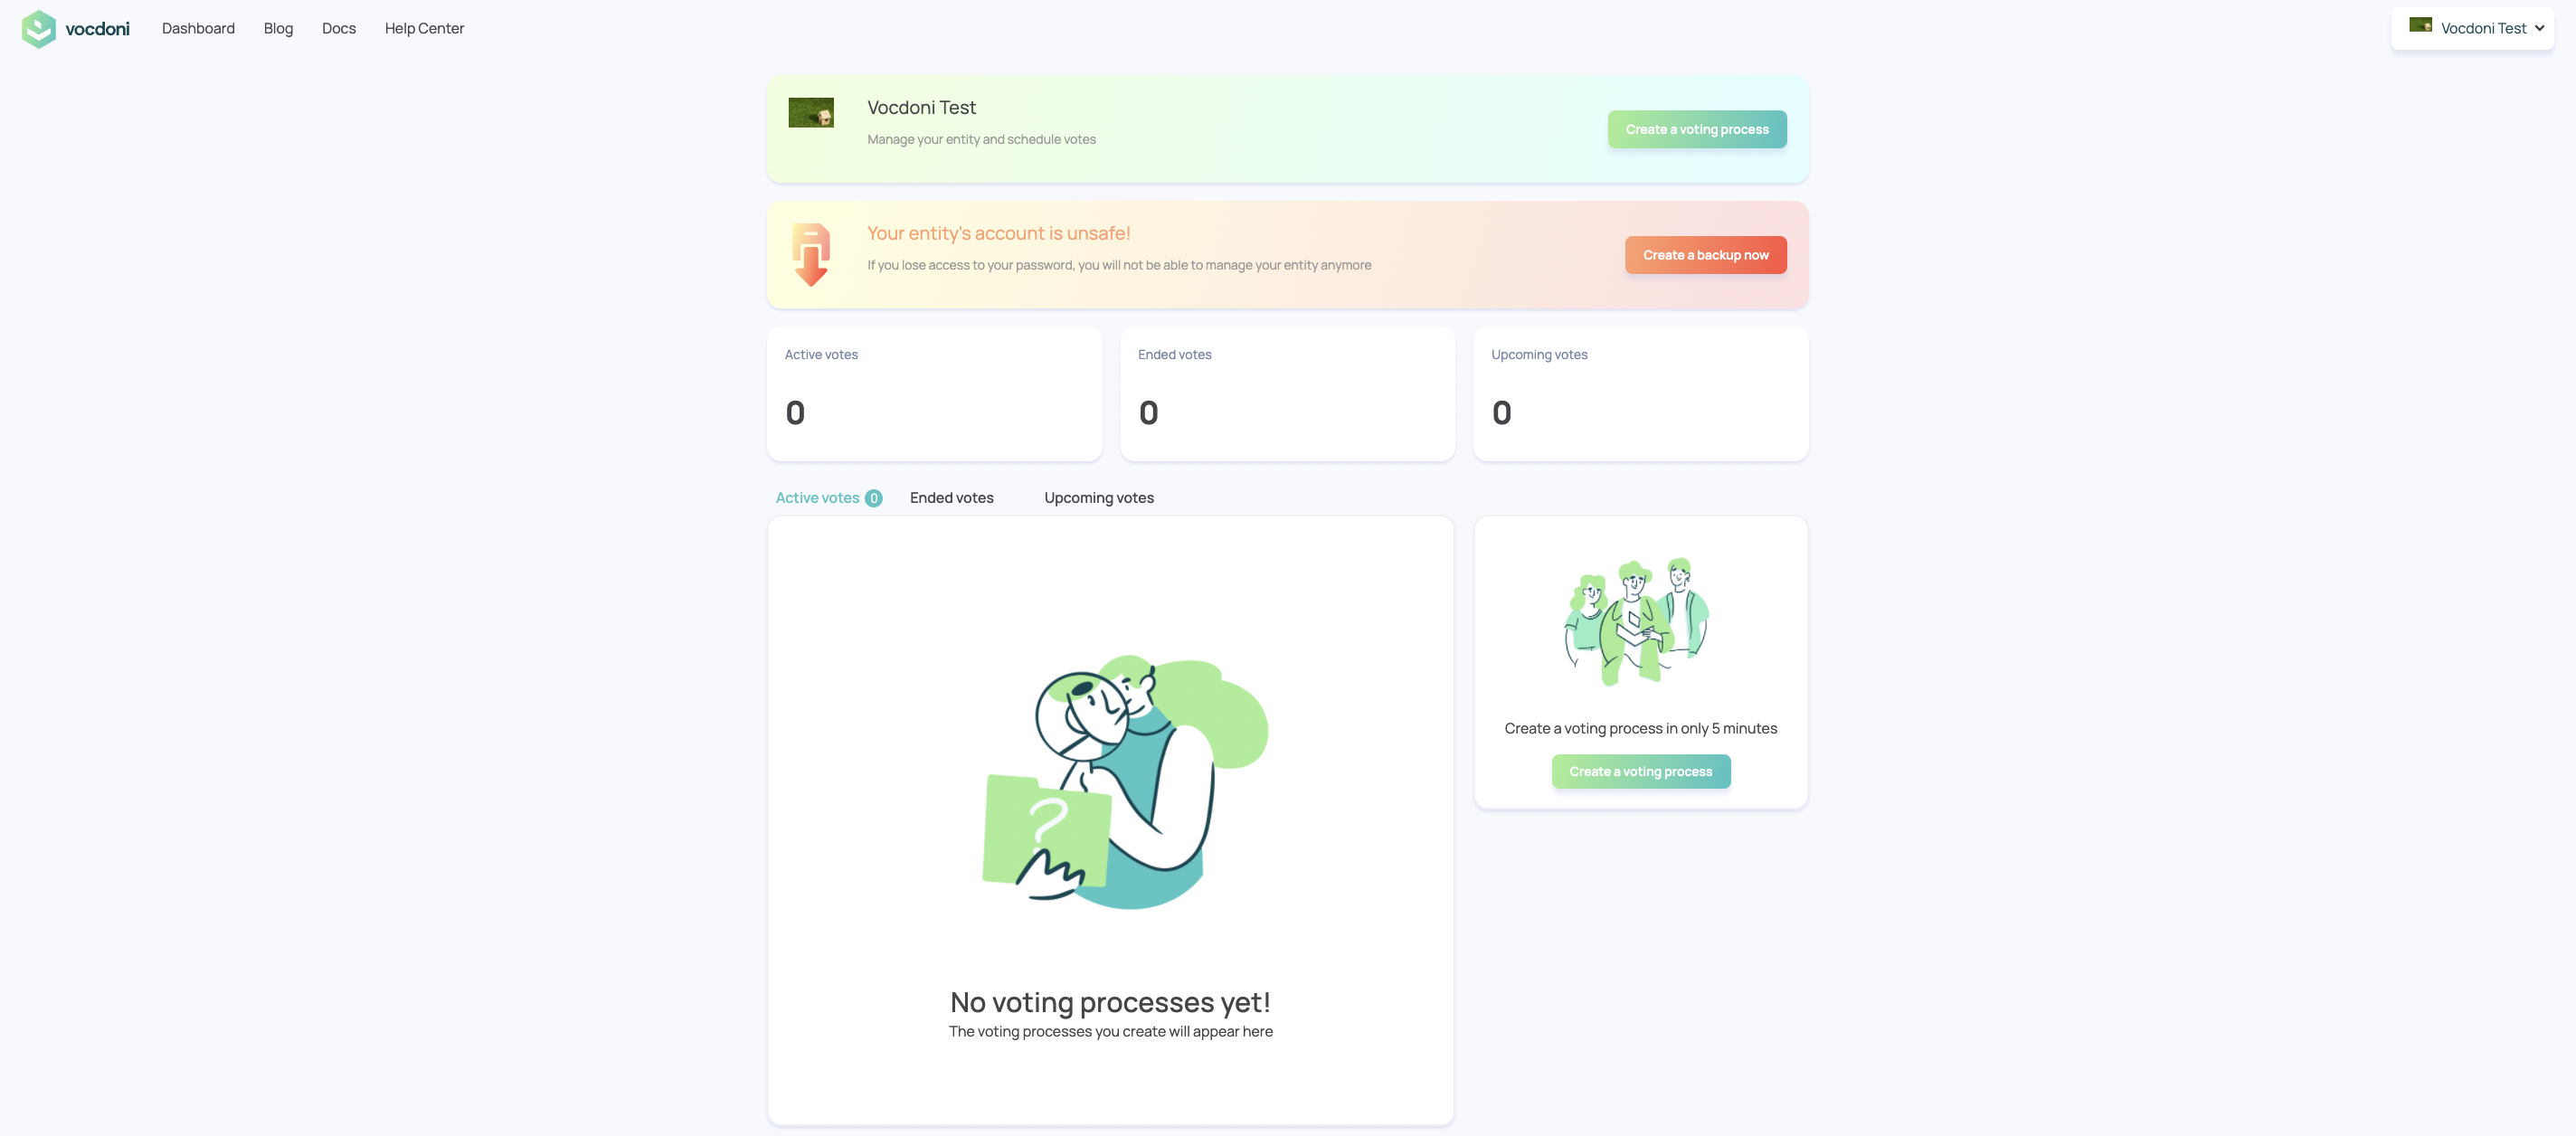 vocdoni
Dashboard
Blog
Docs
Help Center
Vocdoni Test
Vocdoni Test
Manage your entity and schedule votes
Create a voting process
Your entity's account is unsafe!
If you lose access to your password, you will not be able to manage your entity anymore
Create a backup now
Active votes
0
Ended votes
0
Upcoming votes
0
Active votes 0
Ended votes
Upcoming votes
?
No voting processes yet!
The voting processes you create will appear here
Create a voting process in only 5 minutes
Create a voting process